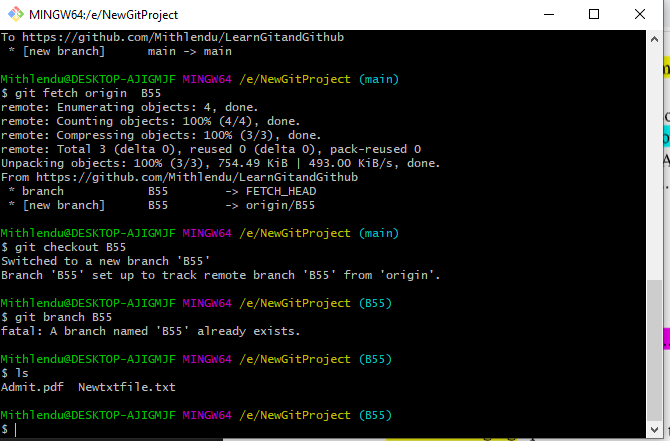 MINGW64:/e/NewGitProject
To https://github.com/Mithlendu/LearnGitandGithub
 * [new branch]      main -> main
Mithlendu@DESKTOP-AJIGMJF MINGW64 /e/NewGitProject (main)
$ git fetch origin  B55
remote: Enumerating objects: 4, done.
remote: Counting objects: 100% (4/4), done.
remote: Compressing objects: 100% (3/3), done.
remote: Total 3 (delta 0), reused 0 (delta 0), pack-reused 0
Unpacking objects: 100% (3/3), 754.49 KiB | 493.00 KiB/s, done.
From https://github.com/Mithlendu/LearnGitandGithub
 * branch            B55        -> FETCH_HEAD
 * [new branch]      B55        -> origin/B55
Mithlendu@DESKTOP-AJIGMJF MINGW64 /e/NewGitProject (main)
$ git checkout B55
Switched to a new branch 'B55'
Branch 'B55' set up to track remote branch 'B55' from 'origin'.
Mithlendu@DESKTOP-AJIGMJF MINGW64 /e/NewGitProject (B55)
$ git branch B55
fatal: A branch named 'B55' already exists.
Mithlendu@DESKTOP-AJIGMJF MINGW64 /e/NewGitProject (B55)
$ ls
Admit.pdf  Newtxtfile.txt
Mithlendu@DESKTOP-AJIGMJF MINGW64 /e/NewGitProject (B55)
$